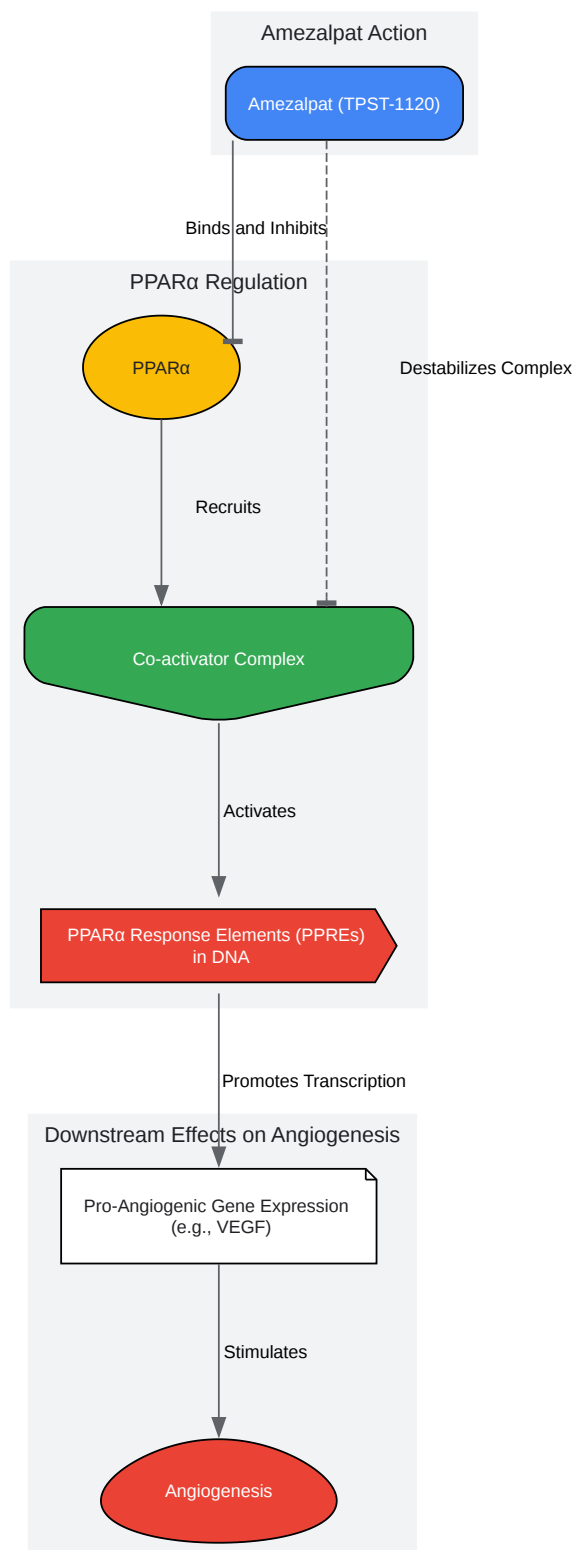 Amezalpat Action
Amezalpat (TPST-1120)
Binds and Inhibits
PPARα Regulation
PPARα
Destabilizes Complex
Recruits
Co-activator Complex
Activates
PPARα Response Elements (PPREs)
in DNA
Promotes Transcription
Downstream Effects on Angiogenesis
Pro-Angiogenic Gene Expression
(e.g., VEGF)
Stimulates
Angiogenesis